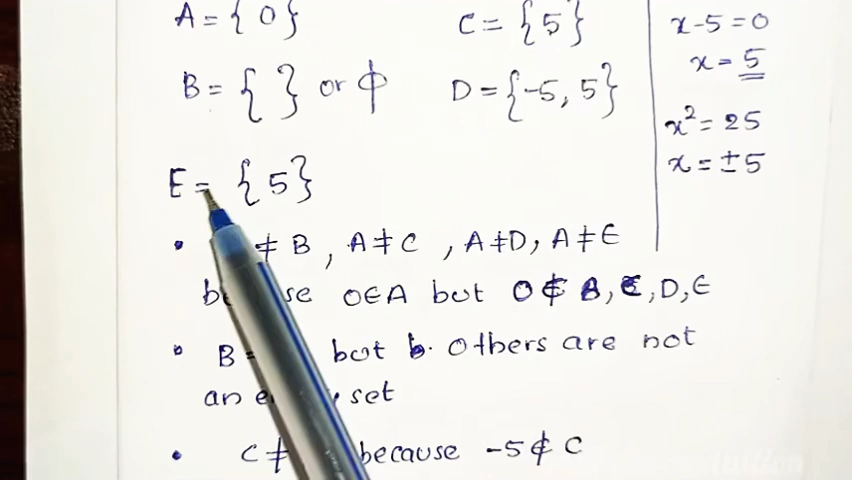 A = { 0 }
C = { 5 }
x-5 = 0
x = 5
B = { } or ϕ
D = {-5, 5}
x² = 25
x = ±5
E = { 5 }
• ≠ B , A ≠ C , A ≠ D, A ≠ E
0∈A but 0 ∉ B, C, D, E
• B = but others are not
an set
• C ≠ because -5 ∉ C